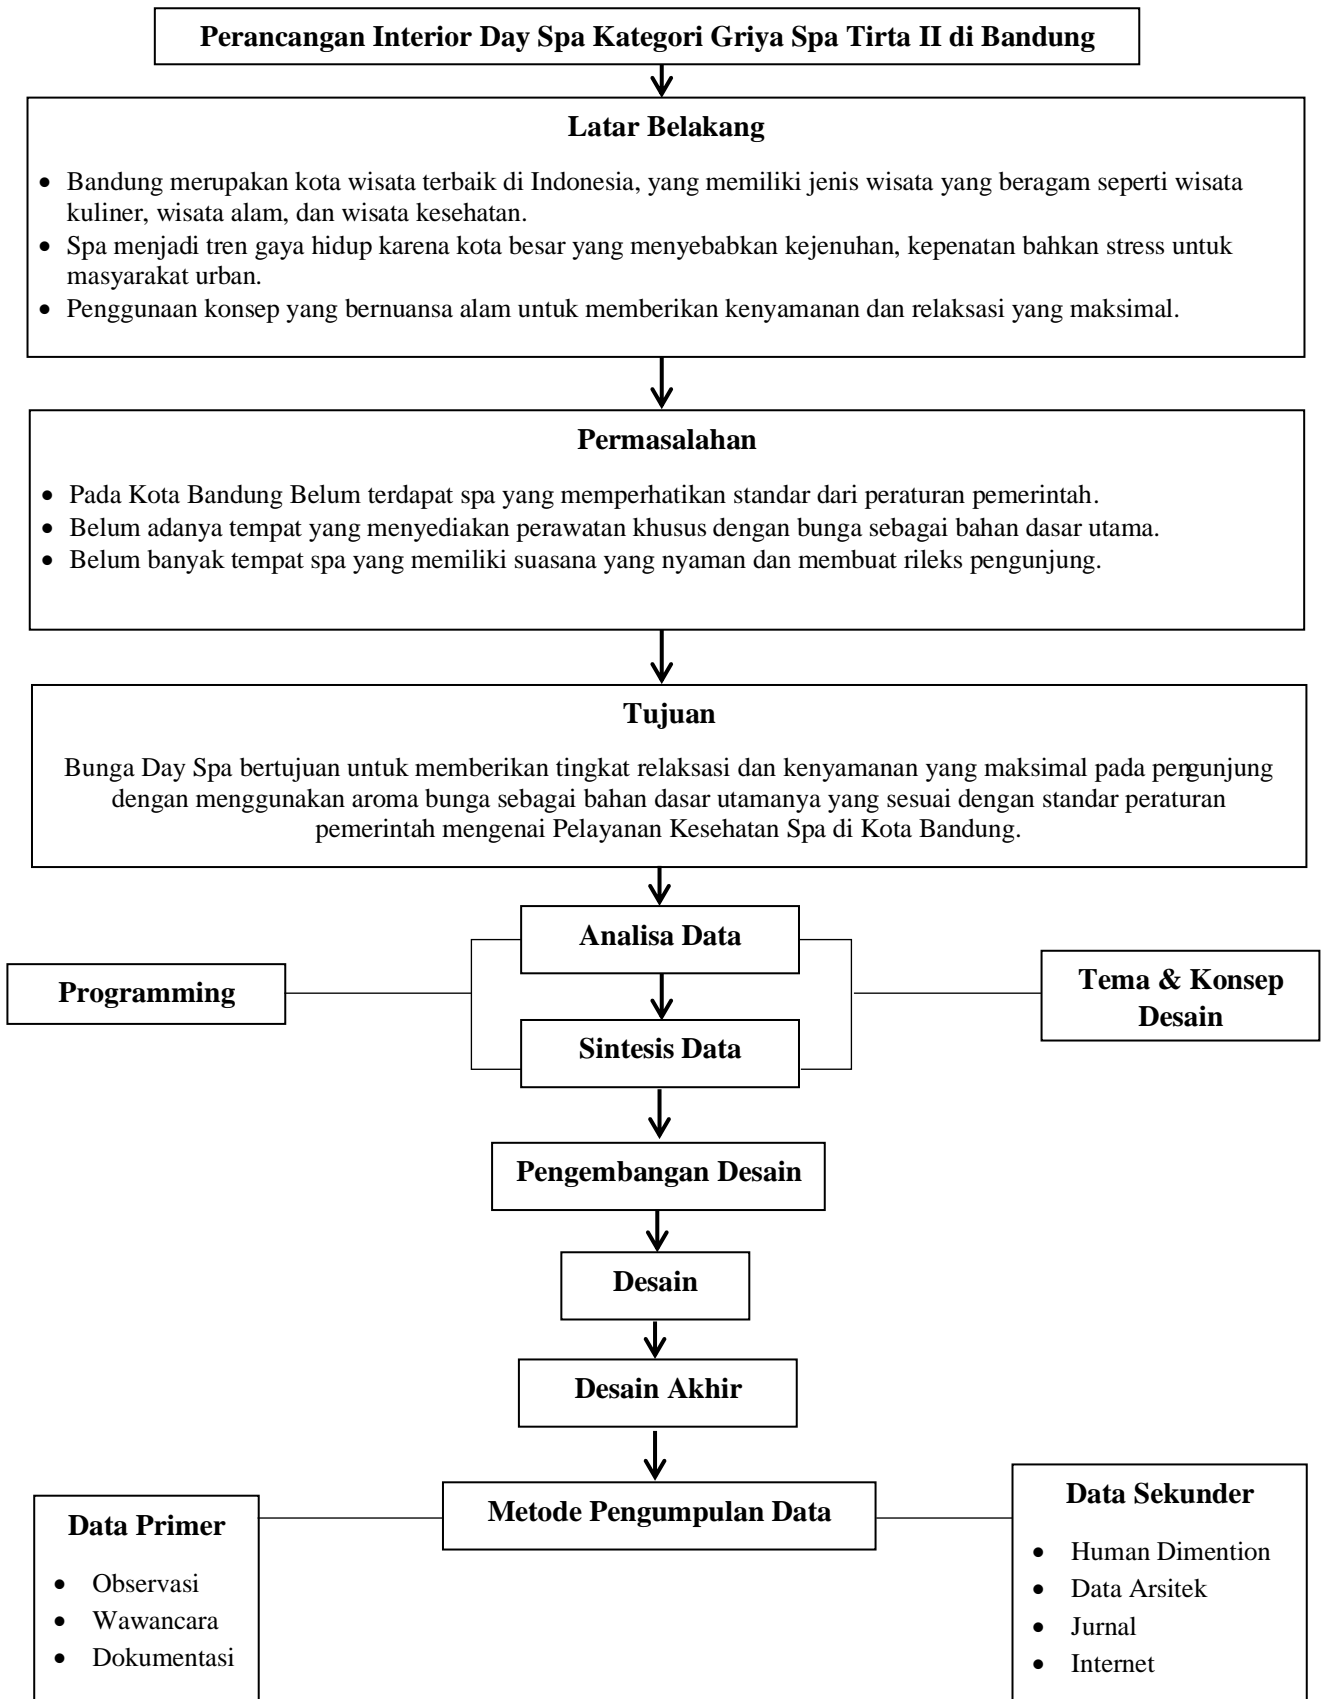 Perancangan Interior Day Spa Kategori Griya Spa Tirta II di Bandung
Latar Belakang
• Bandung merupakan kota wisata terbaik di Indonesia, yang memiliki jenis wisata yang beragam seperti wisata
kuliner, wisata alam, dan wisata kesehatan.
• Spa menjadi tren gaya hidup karena kota besar yang menyebabkan kejenuhan, kepenatan bahkan stress untuk
masyarakat urban.
• Penggunaan konsep yang bernuansa alam untuk memberikan kenyamanan dan relaksasi yang maksimal.
Permasalahan
• Pada Kota Bandung Belum terdapat spa yang memperhatikan standar dari peraturan pemerintah.
• Belum adanya tempat yang menyediakan perawatan khusus dengan bunga sebagai bahan dasar utama.
• Belum banyak tempat spa yang memiliki suasana yang nyaman dan membuat rileks pengunjung.
Tujuan
Bunga Day Spa bertujuan untuk memberikan tingkat relaksasi dan kenyamanan yang maksimal pada pengunjung
dengan menggunakan aroma bunga sebagai bahan dasar utamanya yang sesuai dengan standar peraturan
pemerintah mengenai Pelayanan Kesehatan Spa di Kota Bandung.
Analisa Data
Programming
Tema & Konsep
Desain
Sintesis Data
Pengembangan Desain
Desain
Desain Akhir
Metode Pengumpulan Data
Data Primer
• Observasi
• Wawancara
• Dokumentasi
Data Sekunder
• Human Dimention
• Data Arsitek
• Jurnal
• Internet